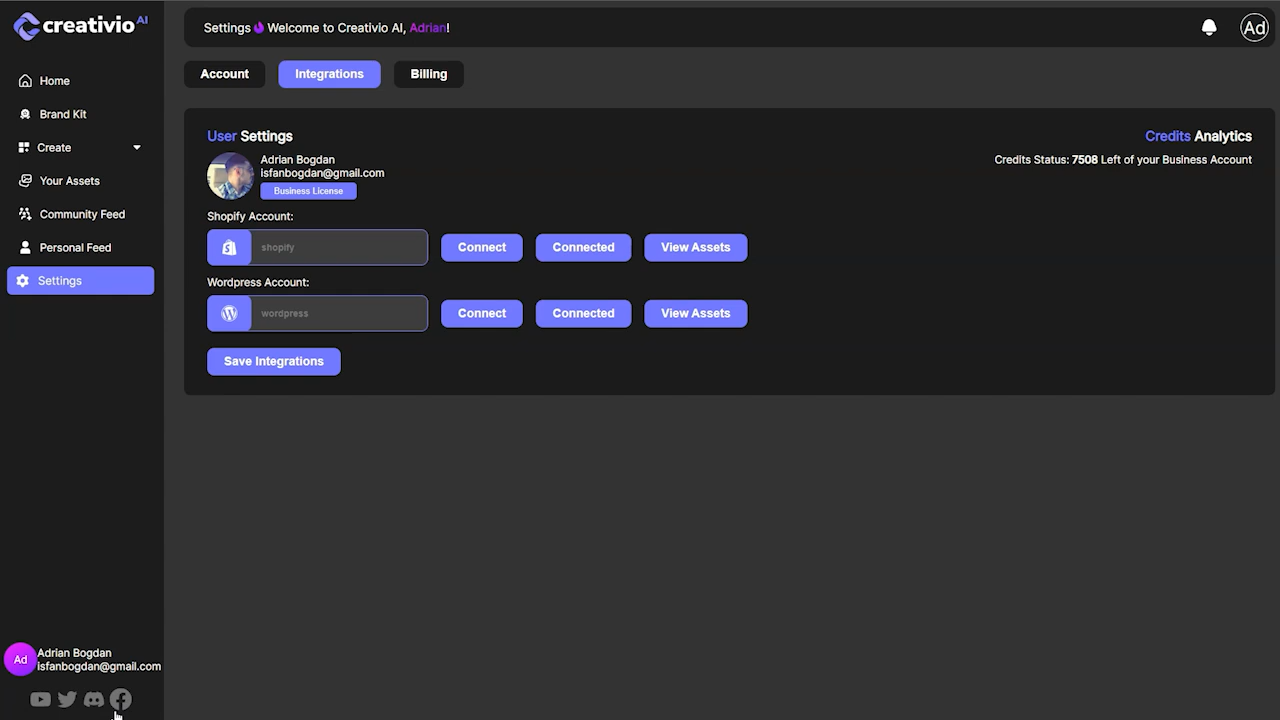 creativio AI
Home
Brand Kit
Create
Your Assets
Community Feed
Personal Feed
Settings
Adrian Bogdan
isfanbogdan@gmail.com
Ad
Settings Welcome to Creativio AI, Adrian!
Ad
Account Integrations Billing
User Settings
Credits Analytics
Adrian Bogdan
isfanbogdan@gmail.com
Business License
Credits Status: 7508 Left of your Business Account
Shopify Account:
shopify Connect Connected View Assets
Wordpress Account:
wordpress Connect Connected View Assets
Save Integrations